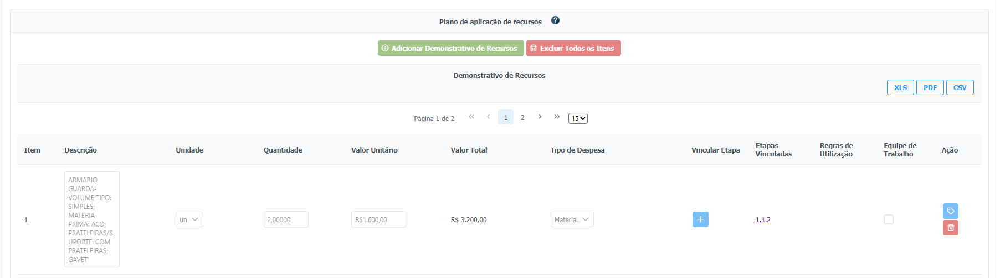 Plano de aplicação de recursos ?
Adicionar Demonstrativo de Recursos Excluir Todos os Itens
Demonstrativo de Recursos
XLS PDF CSV
Página 1 de 2 « ‹ 1 2 › » 15
Item Descrição Unidade Quantidade Valor Unitário Valor Total Tipo de Despesa Vincular Etapa Etapas Vinculadas Regras de Utilização Equipe de Trabalho Ação
ARMARIO
GUARDA-
VOLUME TIPO:
SIMPLES;
MATERIA-
1 un 2,00000 R$1.600,00 R$ 3.200,00 Material + 1.1.2
PRIMA: ACO;
PRATELEIRAS/S
UPORTE: COM
PRATELEIRAS;
GAVET